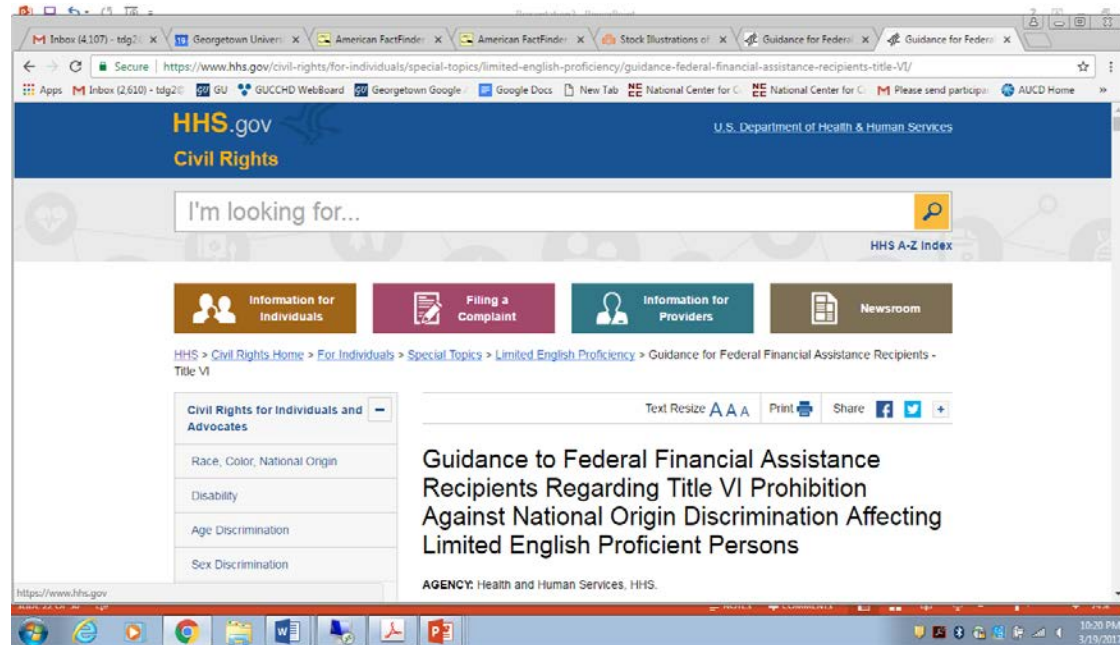 Inbox (4,107) - tdg2
Georgetown Univers
American FactFinder
American FactFinder
Stock Illustrations of
Guidance for Federa
Guidance for Federa
Secure https://www.hhs.gov/civil-rights/for-individuals/special-topics/limited-english-proficiency/guidance-federal-financial-assistance-recipients-title-VI/
Apps Inbox (2,610) - tdg2 GU GUCCHD WebBoard Georgetown Google Google Docs New Tab National Center for C National Center for C Please send participa AUCD Home »
HHS.gov
U.S. Department of Health & Human Services
Civil Rights
I'm looking for...
HHS A-Z Index
Information for
Individuals
Filing a
Complaint
Information for
Providers
Newsroom
HHS > Civil Rights Home > For Individuals > Special Topics > Limited English Proficiency > Guidance for Federal Financial Assistance Recipients -
Title VI
Text Resize A A A Print Share +
Civil Rights for Individuals and
Advocates
Race, Color, National Origin
Disability
Age Discrimination
Sex Discrimination
Guidance to Federal Financial Assistance
Recipients Regarding Title VI Prohibition
Against National Origin Discrimination Affecting
Limited English Proficient Persons
AGENCY: Health and Human Services, HHS.
https://www.hhs.gov
NOTES COMMENTS
10:20 PM
3/19/2017